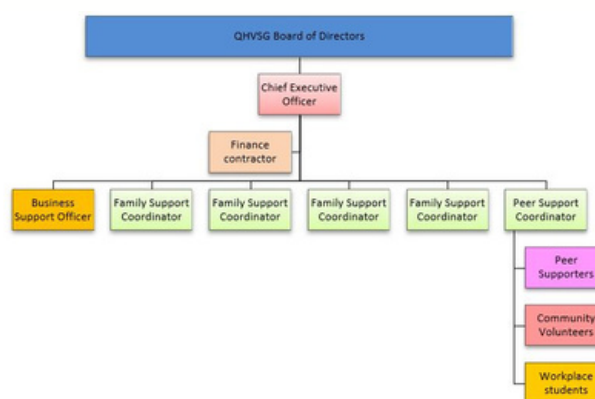 QHVSG Board of Directors
Chief Executive
Officer
Finance
contractor
Business
Support Officer
Family Support
Coordinator
Family Support
Coordinator
Family Support
Coordinator
Family Support
Coordinator
Peer Support
Coordinator
Peer
Supporters
Community
Volunteers
Workplace
students